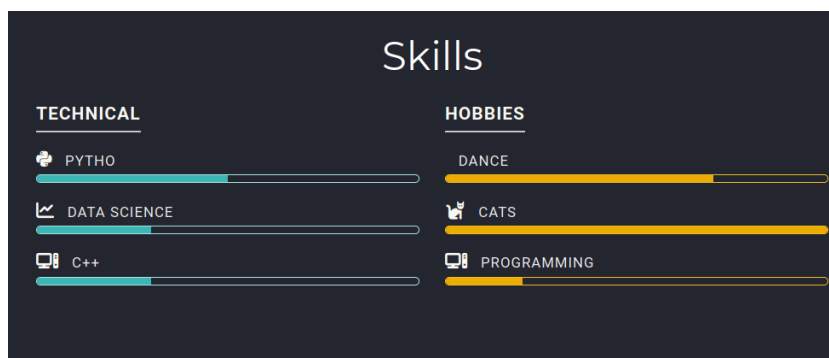 Skills
TECHNICAL
PYTHO
DATA SCIENCE
C++
HOBBIES
DANCE
CATS
PROGRAMMING